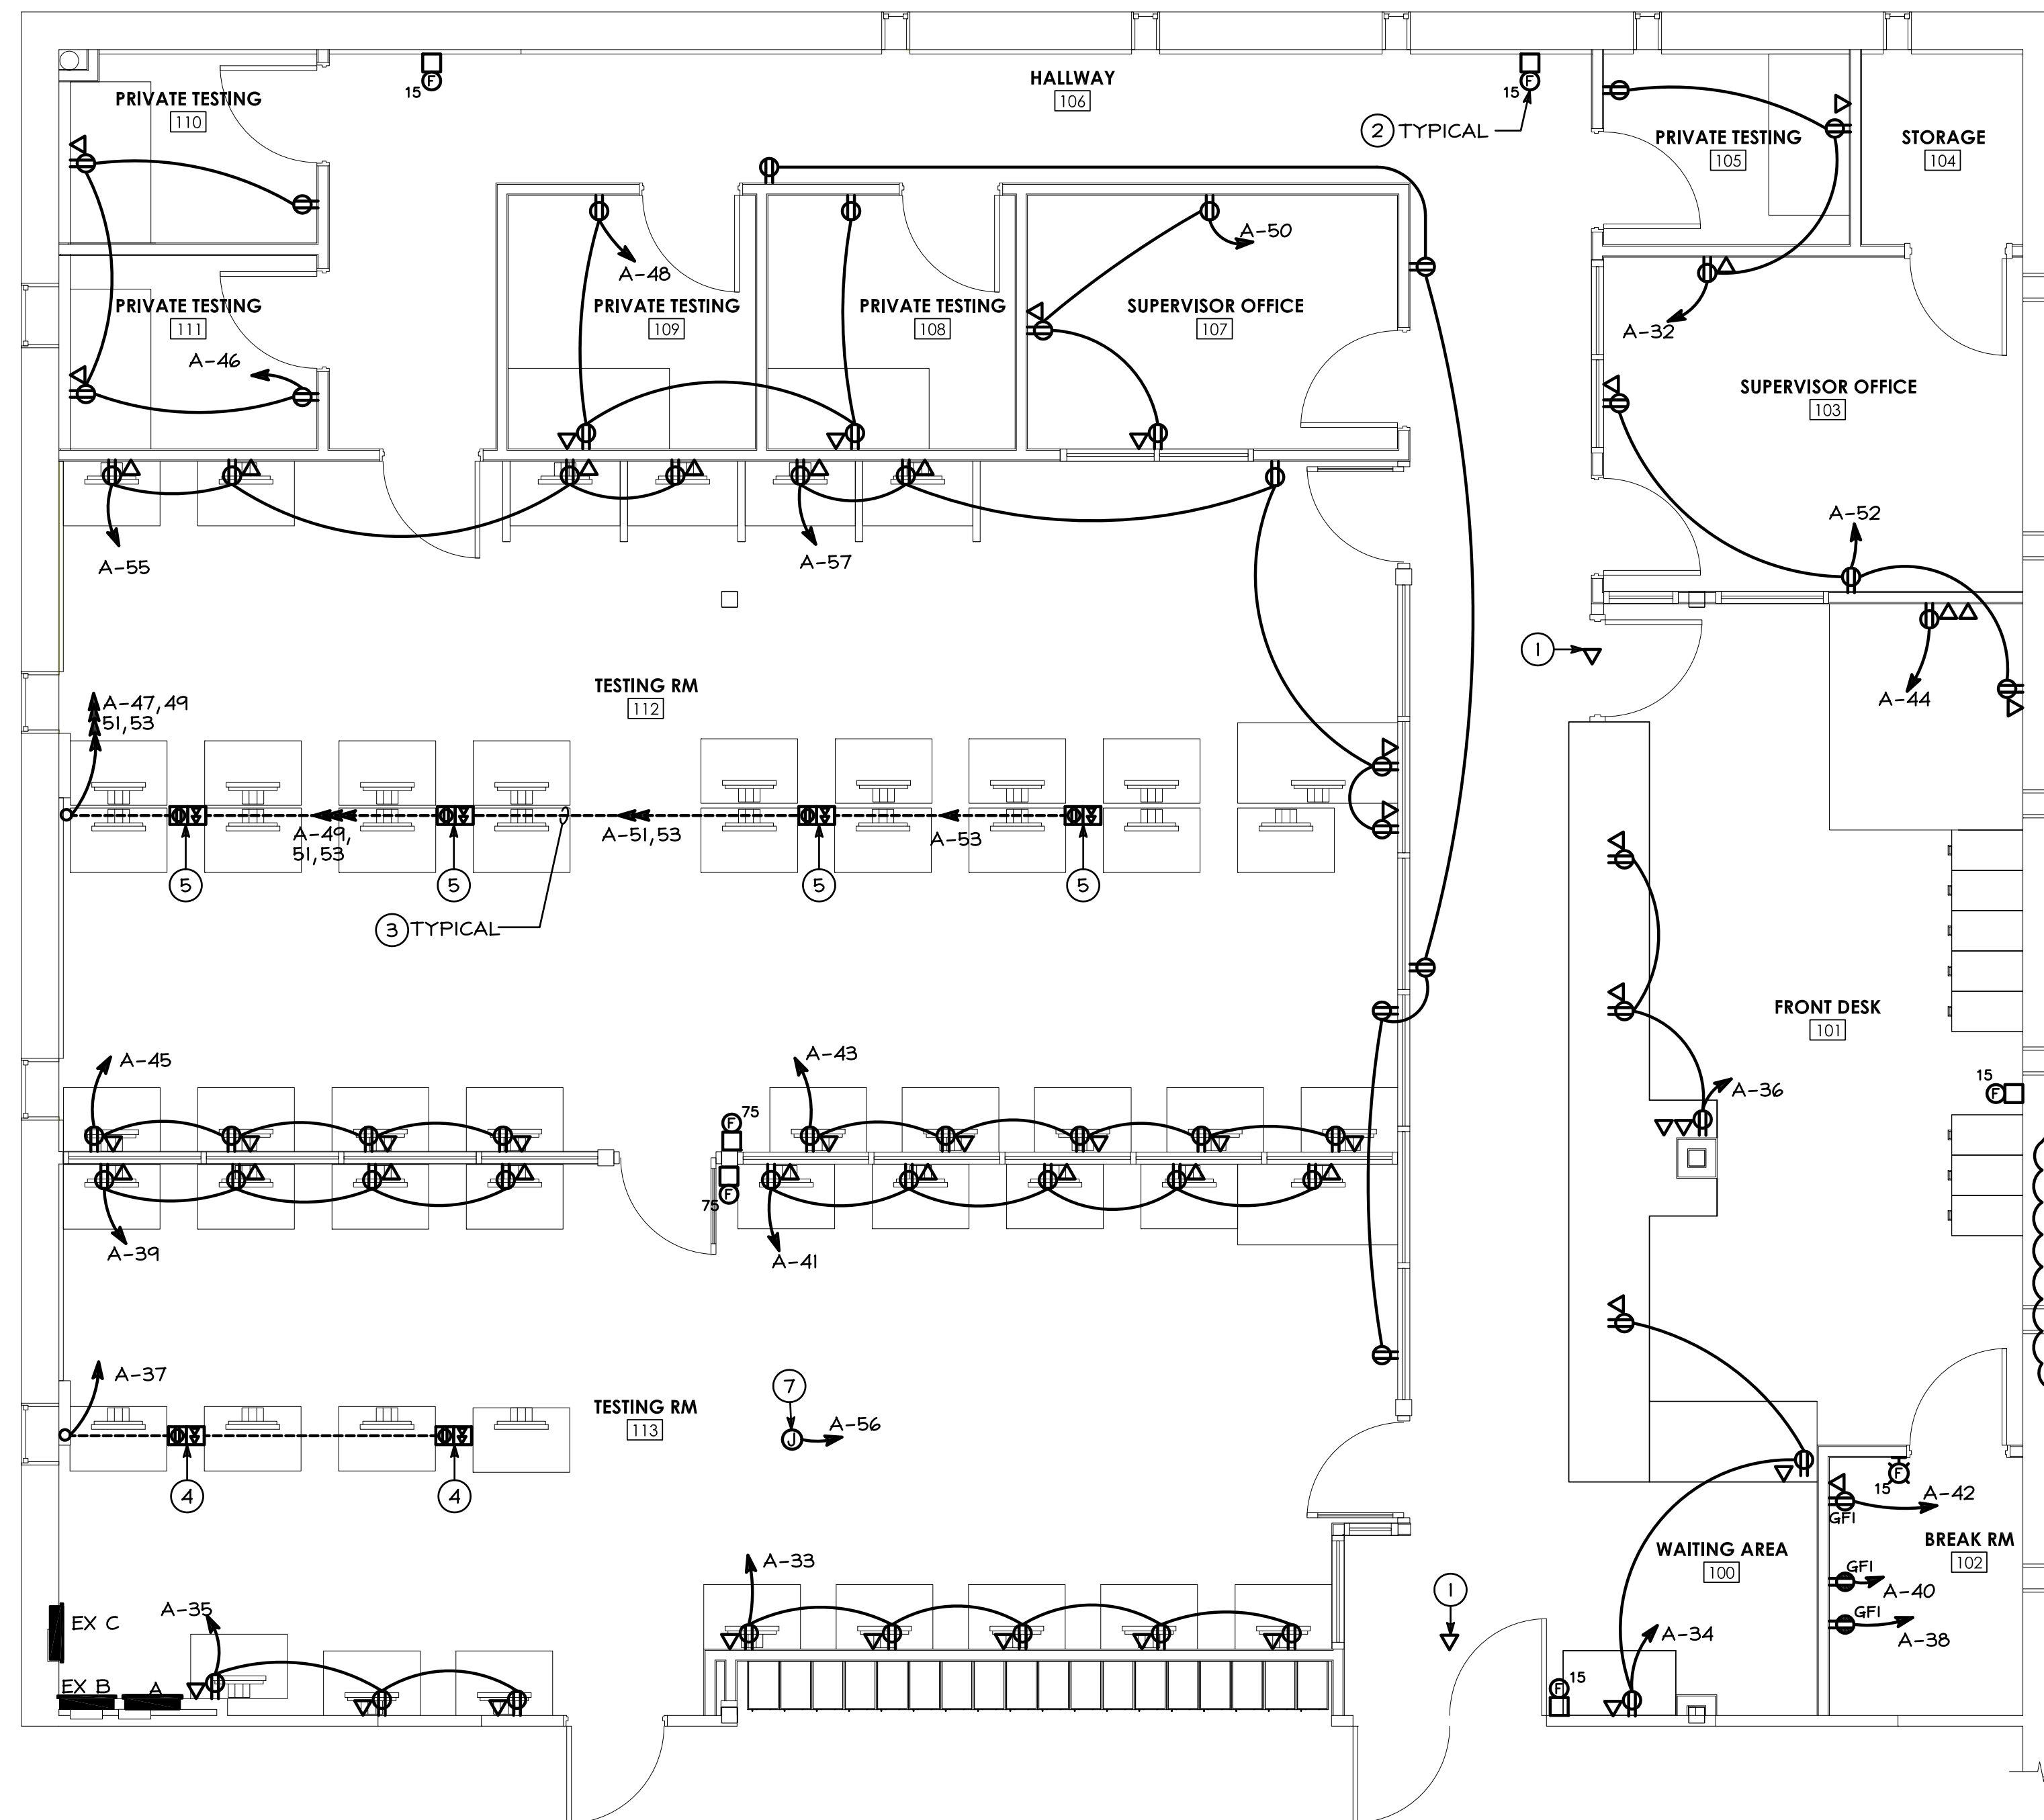 HALLWAY
106
F
15
F
15
2 TYPICAL
PRIVATE TESTING
110
PRIVATE TESTING
105
STORAGE
104
A-50
A-48
PRIVATE TESTING
111
PRIVATE TESTING
109
PRIVATE TESTING
108
SUPERVISOR OFFICE
107
A-32
A-46
SUPERVISOR OFFICE
103
A-52
A-55
A-57
1
TESTING RM
112
A-47,49
51,53
A-44
A-49,
51,53
A-51,53
A-53
5
5
5
5
3 TYPICAL
FRONT DESK
101
A-45
A-43
15
F
A-36
75
F
75
F
A-39
A-41
A-37
7
TESTING RM
113
J
A-56
4
4
F
15
A-42
GFI
BREAK RM
102
WAITING AREA
100
GFI
A-40
GFI
A-38
A-33
1
A-35
EX C
A-34
EX B
A
F
15